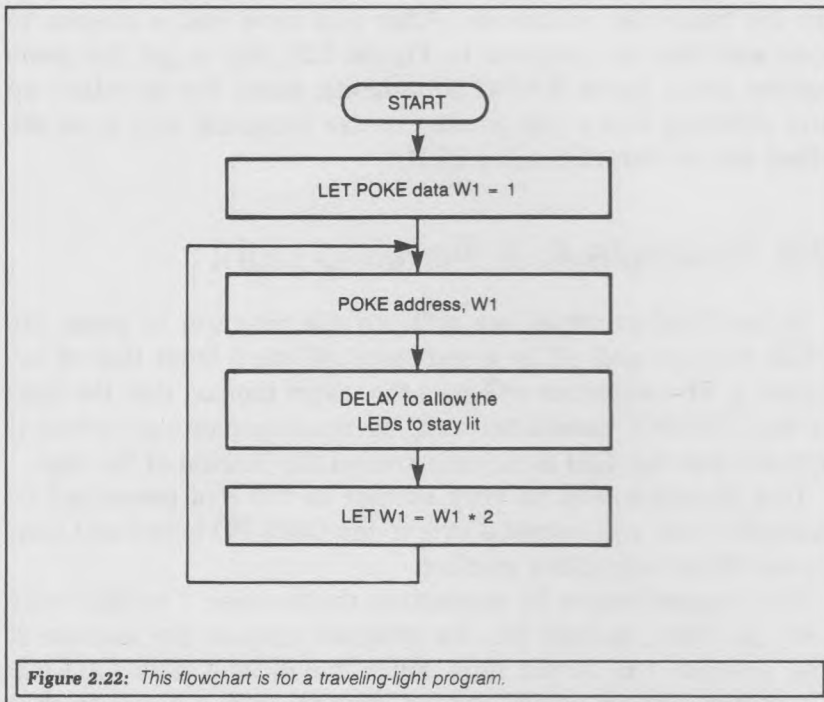 START
LET POKE data W1 = 1
POKE address, W1
DELAY to allow the
LEDs to stay lit
LET W1 = W1 * 2
Figure 2.22: This flowchart is for a traveling-light program.